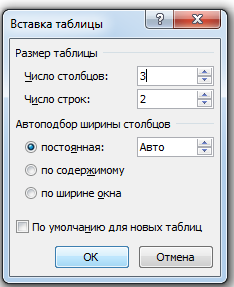 Вставка таблицы
Размер таблицы
Число столбцов: 3
Число строк: 2
Автоподбор ширины столбцов
постоянная: Авто
по содержимому
по ширине окна
По умолчанию для новых таблиц
ОК Отмена